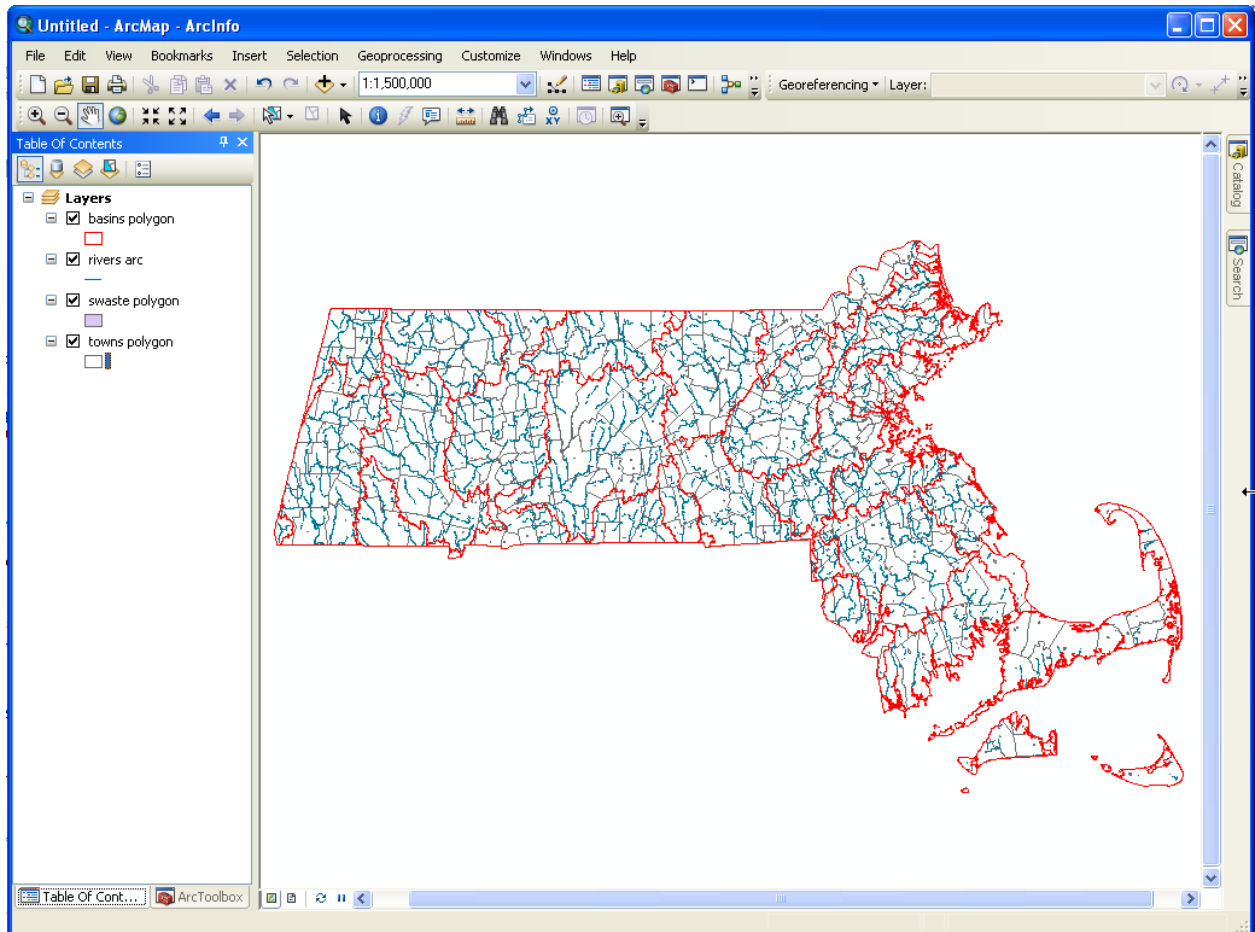 Untitled - ArcMap - ArcInfo
File Edit View Bookmarks Insert Selection Geoprocessing Customize Windows Help
1:1,500,000 Georeferencing Layer:
Table Of Contents
Layers
basins polygon
rivers arc
swaste polygon
towns polygon
Catalog
Search
Table Of Cont... ArcToolbox